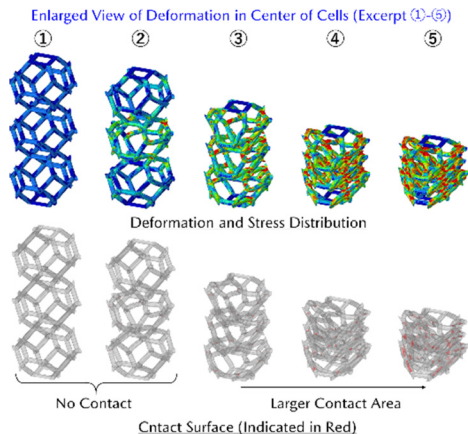 Enlarged View of Deformation in Center of Cells (Excerpt ①-⑤)
① ② ③ ④ ⑤
Deformation and Stress Distribution
No Contact Larger Contact Area
Cntact Surface (Indicated in Red)